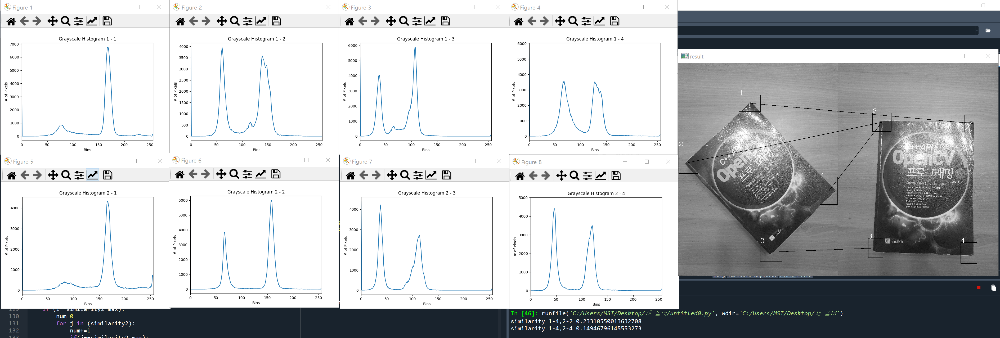 Figure 1
Grayscale Histogram 1 - 1
# of Pixels
7000
6000
5000
4000
3000
2000
1000
0
0 50 100 150 200 250
Bins
Figure 2
Grayscale Histogram 1 - 2
# of Pixels
4000
3500
3000
2500
2000
1500
1000
500
0
0 50 100 150 200 250
Bins
Figure 3
Grayscale Histogram 1 - 3
# of Pixels
6000
5000
4000
3000
2000
1000
0
0 50 100 150 200 250
Bins
Figure 4
Grayscale Histogram 1 - 4
# of Pixels
6000
5000
4000
3000
2000
1000
0
0 50 100 150 200 250
Bins
Figure 5
Grayscale Histogram 2 - 1
# of Pixels
4000
3000
2000
1000
0
0 50 100 150 200 250
Bins
Figure 6
Grayscale Histogram 2 - 2
# of Pixels
6000
5000
4000
3000
2000
1000
0
0 50 100 150 200 250
Bins
Figure 7
Grayscale Histogram 2 - 3
# of Pixels
4000
3000
2000
1000
0
0 50 100 150 200 250
Bins
Figure 8
Grayscale Histogram 2 - 4
# of Pixels
5000
4000
3000
2000
1000
0
0 50 100 150 200 250
Bins
result
1
2
3
4
C++ API
OpenCV
프로그래밍
2
1
3
4
C++ API
OpenCV
프로그래밍
GM
Help Variable Explorer Plots Files
129 if (i==similarity2_max):
130 num=0
131 for j in (similarity2):
132 num+=1
133 if(j==similarity2_max):
In [46]: runfile('C:/Users/MSI/Desktop/새 폴더/untitled0.py', wdir='C:/Users/MSI/Desktop/새 폴더')
similarity 1-4,2-2 0.23310550013632708
similarity 1-4,2-4 0.14946796145553273